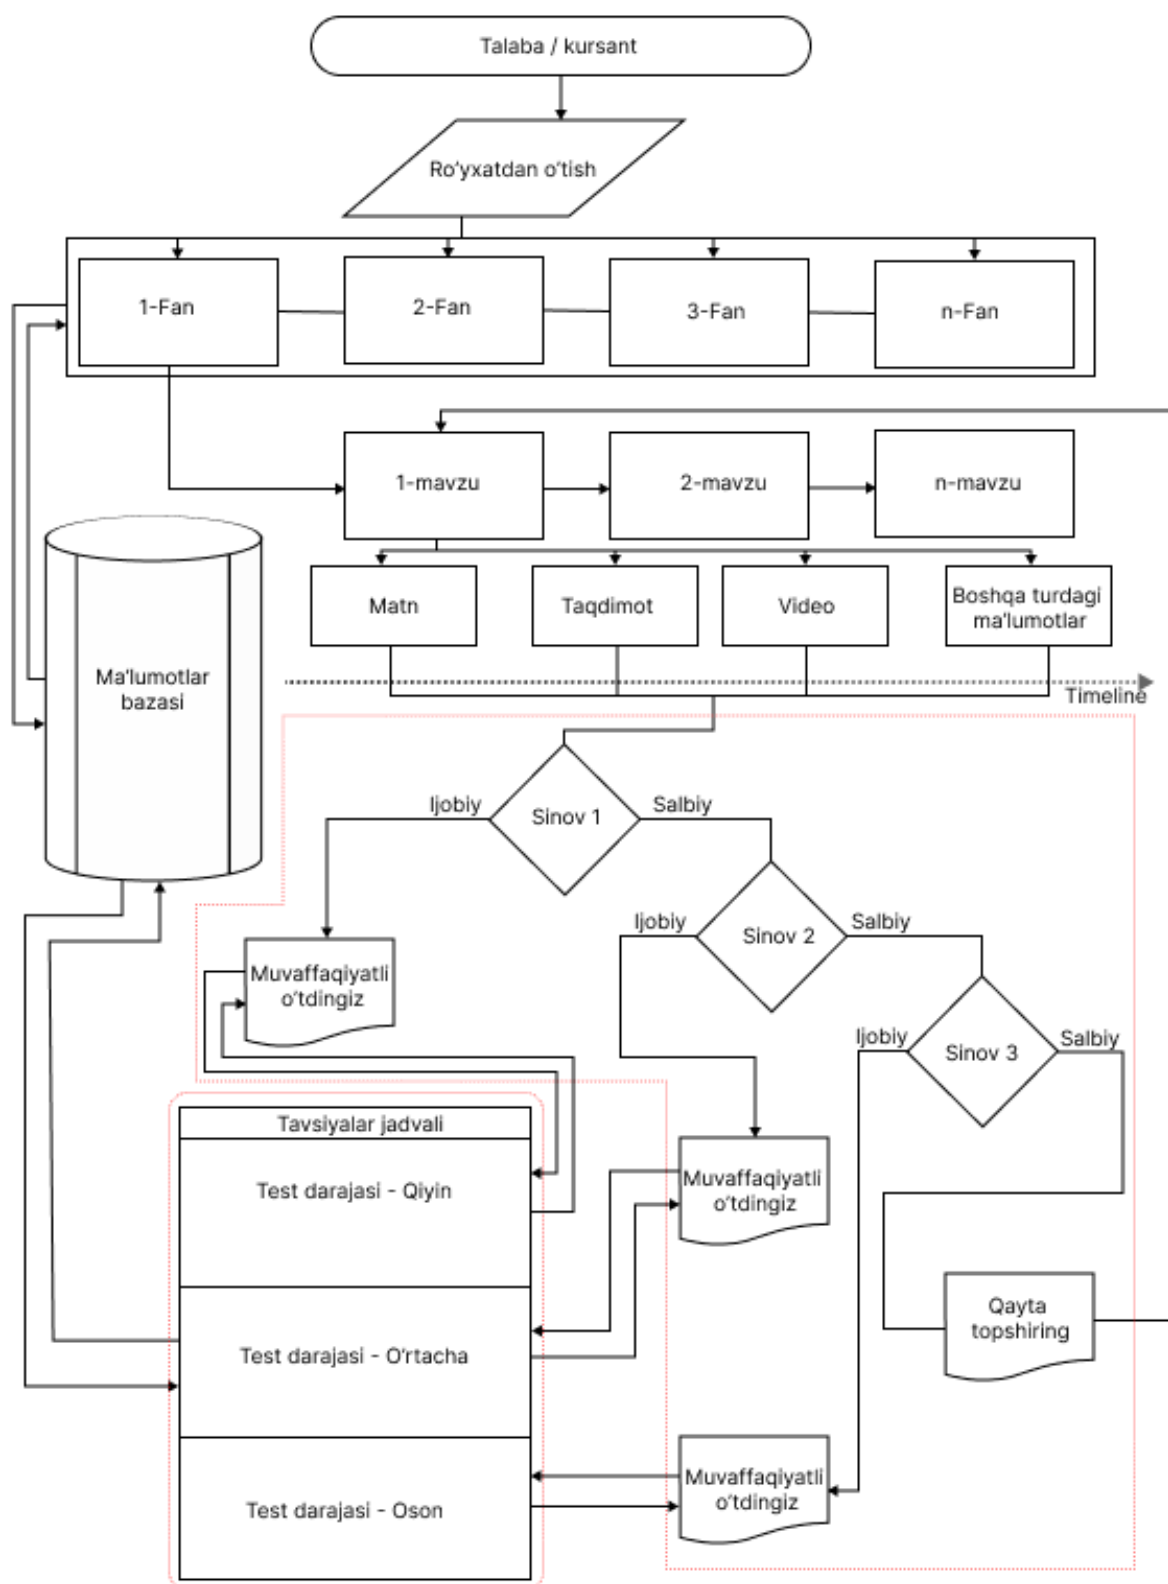 Talaba / kursant
Ro'yxatdan o'tish
1-Fan
2-Fan
3-Fan
n-Fan
1-mavzu
2-mavzu
n-mavzu
Matn
Taqdimot
Video
Boshqa turdagi
ma'lumotlar
Ma'lumotlar
bazasi
Timeline
Ijobiy
Sinov 1
Salbiy
Ijobiy
Sinov 2
Salbiy
Muvaffaqiyatli
o'tdingiz
Ijobiy
Sinov 3
Salbiy
Tavsiyalar jadvali
Test darajasi - Qiyin
Muvaffaqiyatli
o'tdingiz
Qayta
topshiring
Test darajasi - O'rtacha
Muvaffaqiyatli
o'tdingiz
Test darajasi - Oson